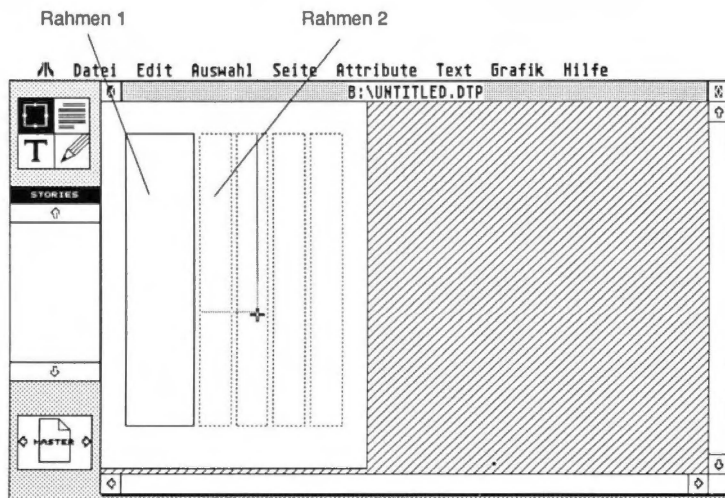 Rahmen 1 Rahmen 2
Datei Edit Auswahl Seite Attribute Text Grafik Hilfe
B:\UNTITLED.DTP
T
STORIES
MASTER